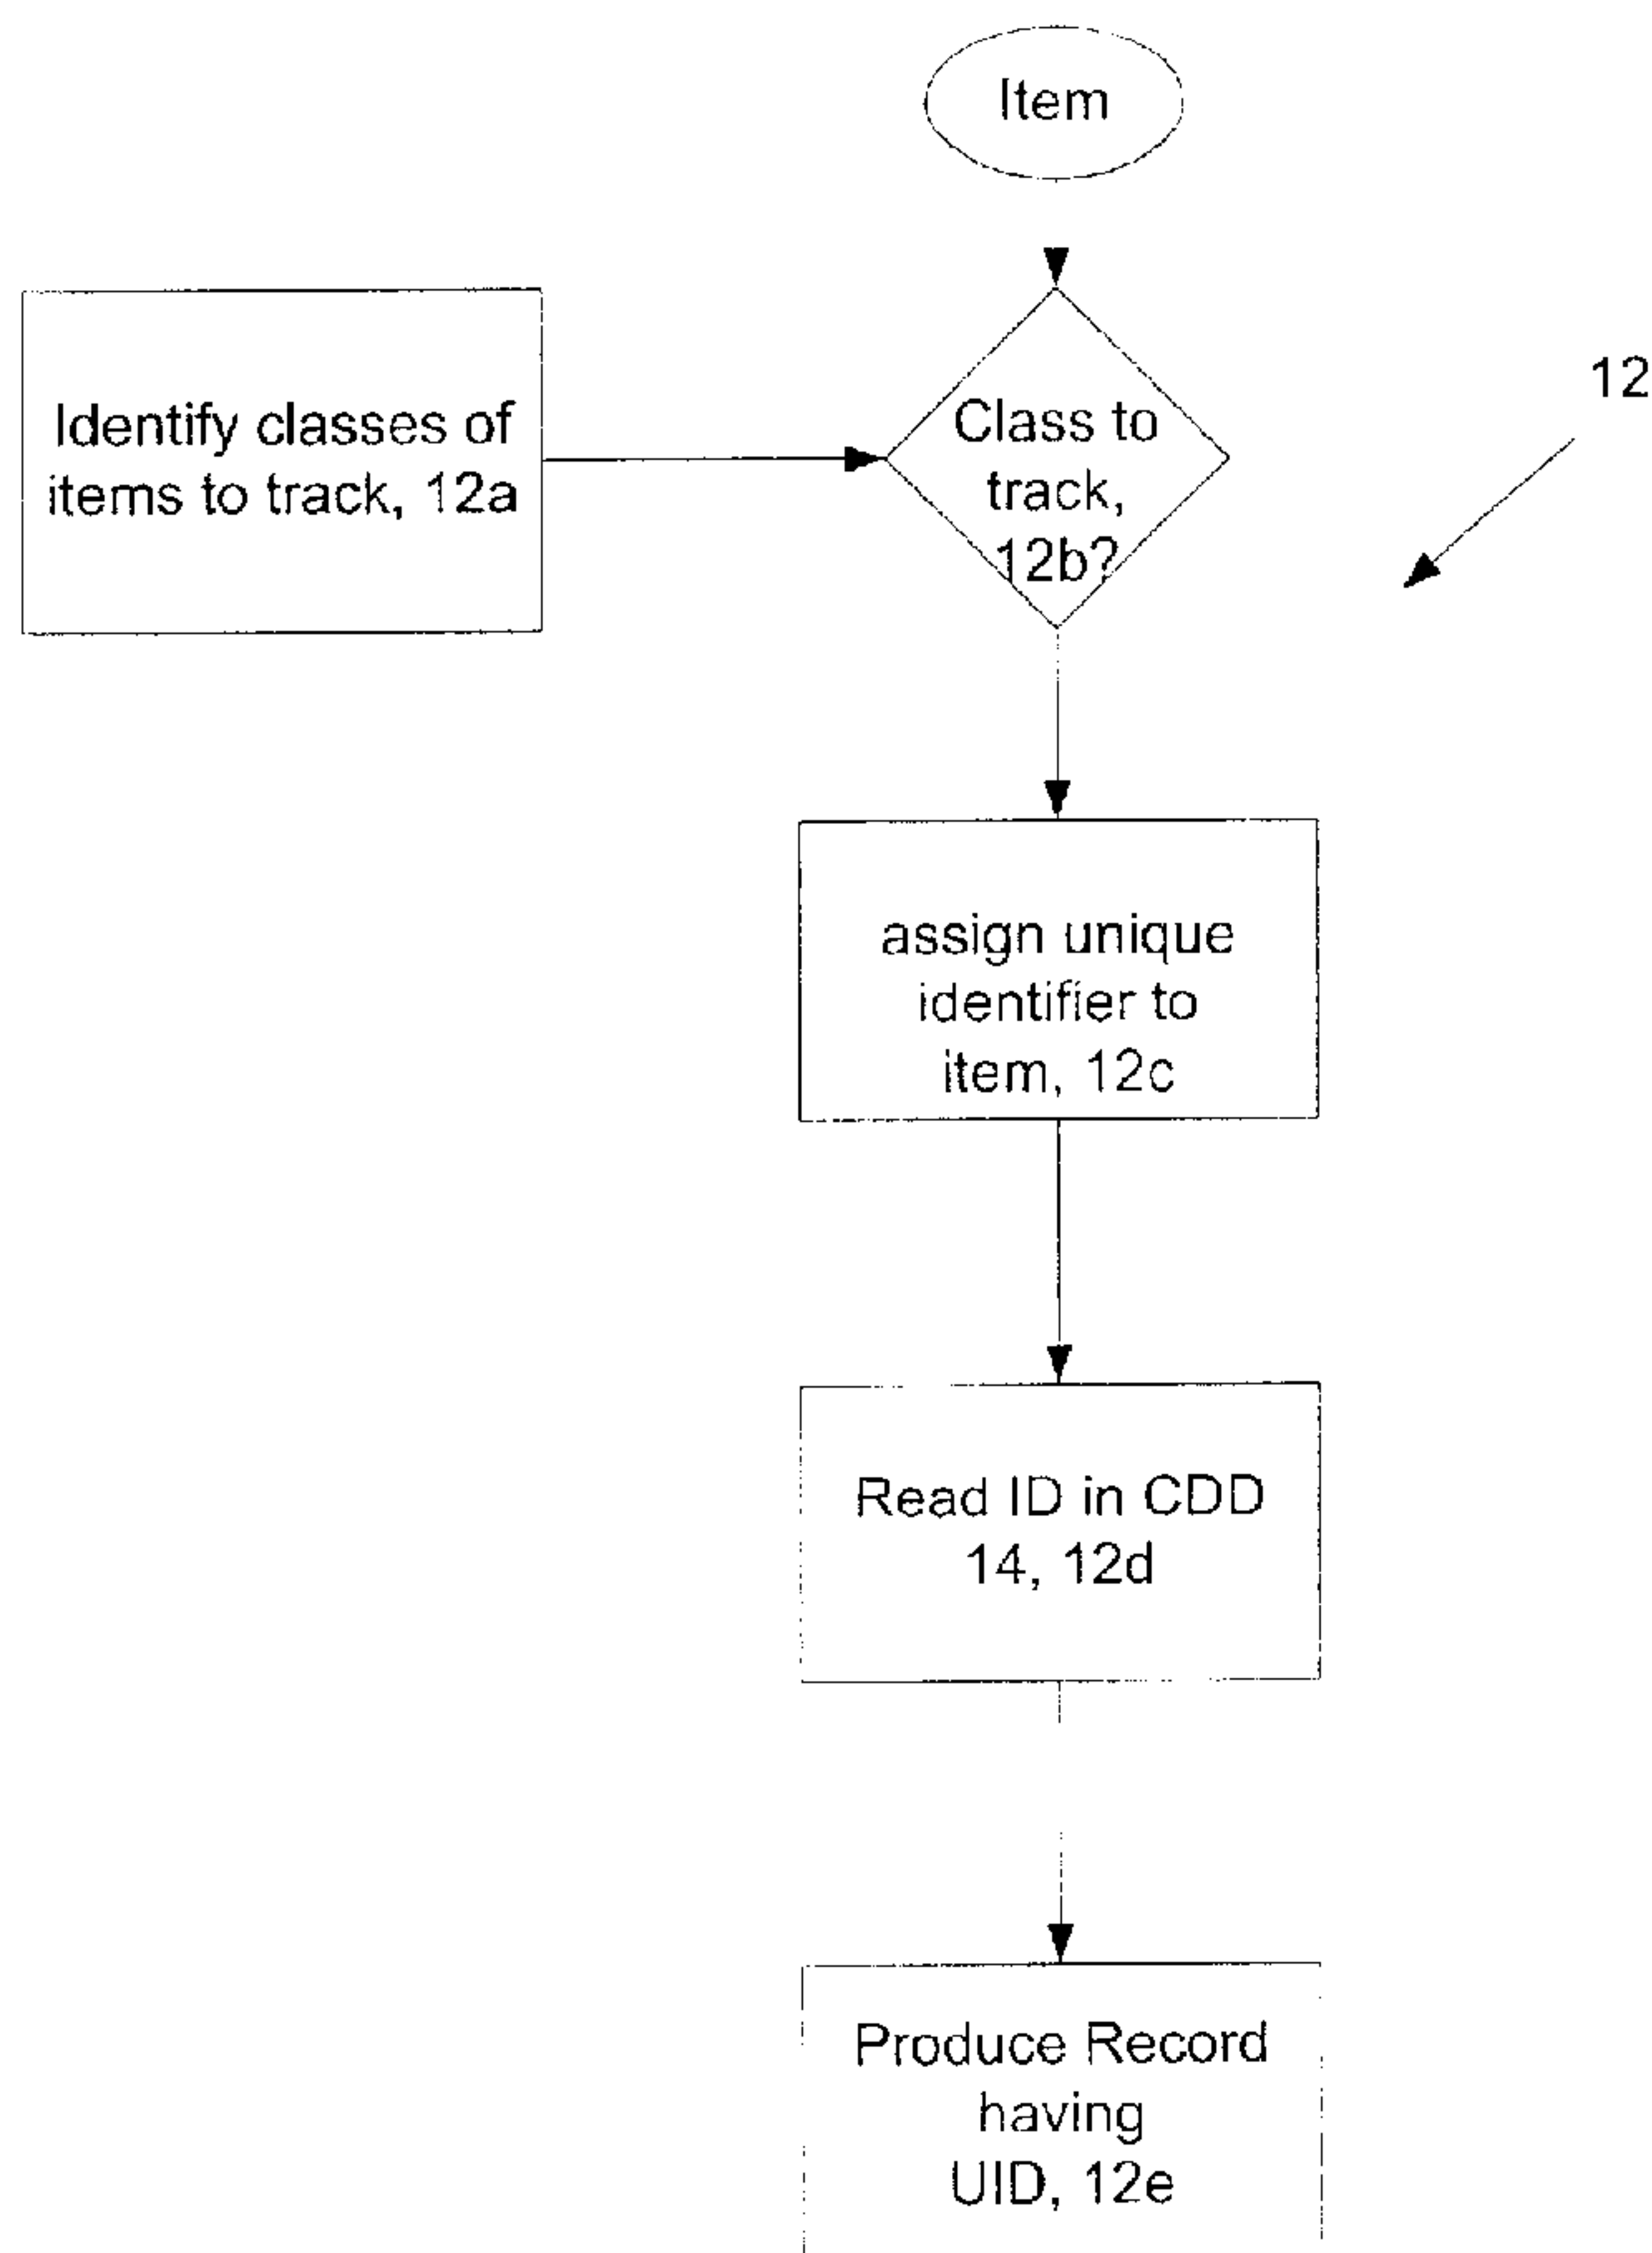 Item
Identify classes of
items to track, 12a
Class to
track,
12b?
12
assign unique
identifier to
item, 12c
Read ID in CDD
14, 12d
Produce Record
having
UID, 12e